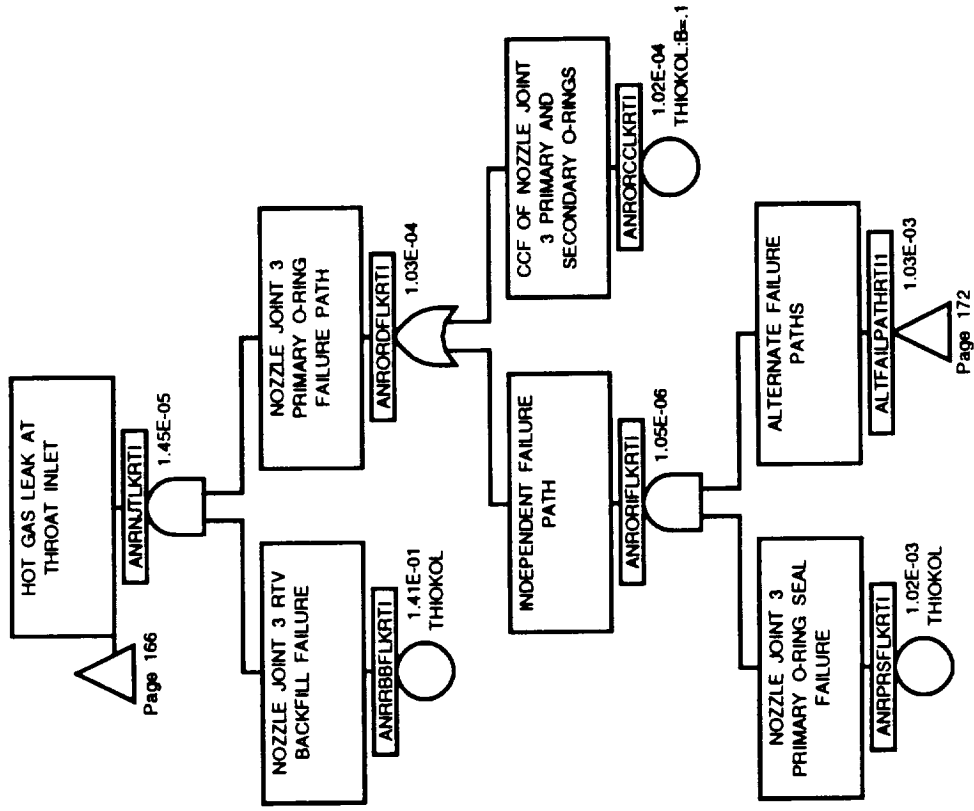 HOT GAS LEAK AT
THROAT INLET
Page 166
ANRNJTLKRTI
1.45E-05
NOZZLE JOINT 3 RTV
BACKFILL FAILURE
ANRRBBFLKRTI
1.41E-01
THIOKOL
NOZZLE JOINT 3
PRIMARY O-RING
FAILURE PATH
ANRORDFLKRTI
1.03E-04
INDEPENDENT FAILURE
PATH
ANRORIFLKRTI
1.05E-06
CCF OF NOZZLE JOINT
3 PRIMARY AND
SECONDARY O-RINGS
ANRORCCLKRTI
1.02E-04
THIOKOL:B=.1
NOZZLE JOINT 3
PRIMARY O-RING SEAL
FAILURE
ANRPRSFLKRTI
1.02E-03
THIOKOL
ALTERNATE FAILURE
PATHS
ALTFAILPATHRTI1
1.03E-03
Page 172